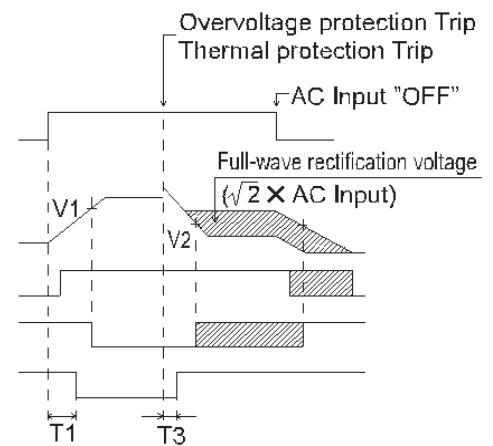 Overvoltage protection Trip
Thermal protection Trip
AC Input "OFF"
Full-wave rectification voltage
(√2 × AC Input)
V1
V2
T1
T3